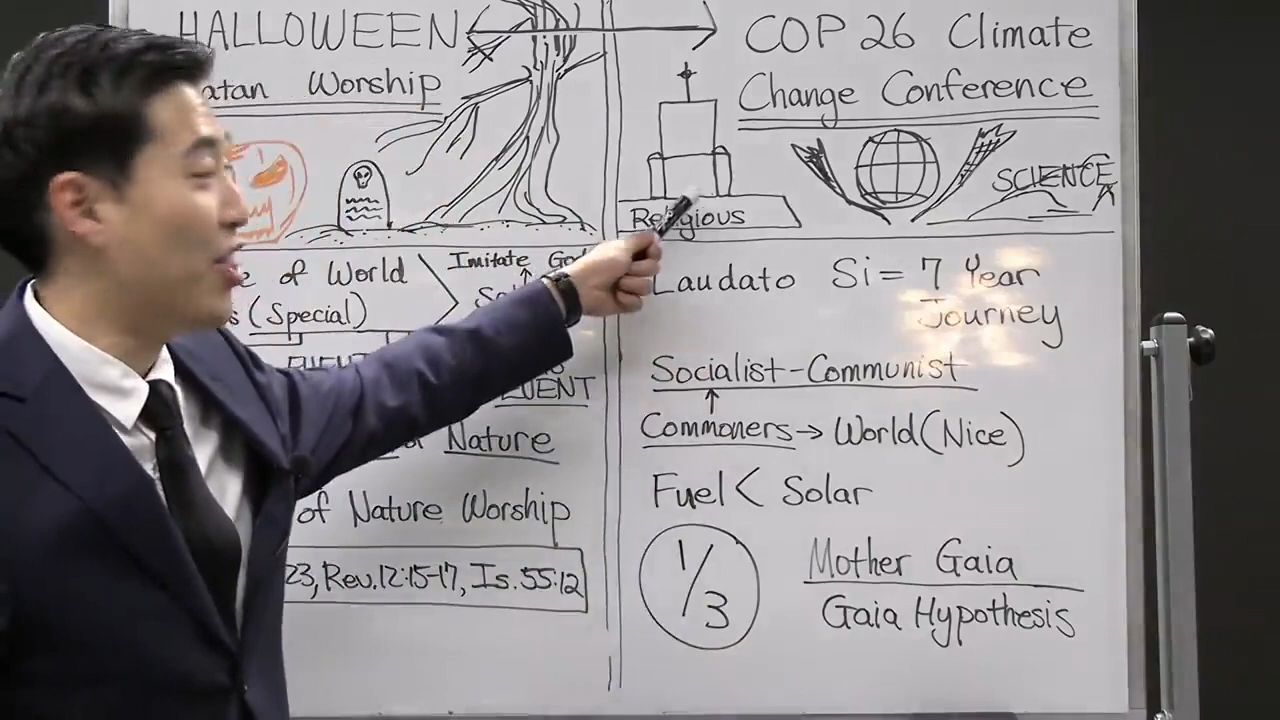 HALLOWEEN
atan Worship
Imitate God
e of World
s (Special)
EVENT
Nature
of Nature Worship
23, Rev. 12:15-17, Is. 55:12
COP 26 Climate
Change Conference
SCIENCE
Religious
Laudato Si = 7 Year
Journey
Socialist-Communist
Commoners → World (Nice)
Fuel < Solar
1/3
Mother Gaia
Gaia Hypothesis